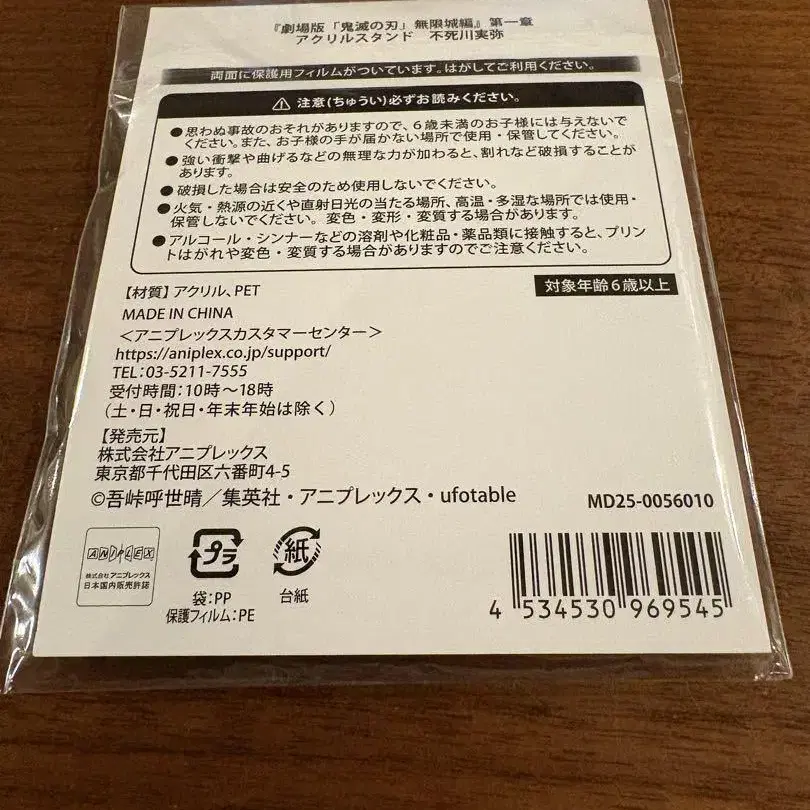 『劇場版「鬼滅の刃」無限城編』第一章
アクリルスタンド 不死川実弥
両面に保護用フィルムがついています。はがしてご利用ください。
⚠ 注意(ちゅうい)必ずお読みください。
●思わぬ事故のおそれがありますので、6歳未満のお子様には与えないで
ください。また、お子様の手が届かない場所で使用・保管してください。
●強い衝撃や曲げるなどの無理な力が加わると、割れなど破損することが
あります。
●破損した場合は安全のため使用しないでください。
●火気・熱源の近くや直射日光の当たる場所、高温・多湿な場所では使用・
保管しないでください。変色・変形・変質する場合があります。
●アルコール・シンナーなどの溶剤や化粧品・薬品類に接触すると、プリン
トはがれや変色・変質する場合がありますのでご注意ください。
【材質】アクリル、PET
対象年齢6歳以上
MADE IN CHINA
＜アニプレックスカスタマーセンター＞
https://aniplex.co.jp/support/
TEL:03-5211-7555
受付時間:10時～18時
(土・日・祝日・年末年始は除く)
【発売元】
株式会社アニプレックス
東京都千代田区六番町4-5
©吾峠呼世晴／集英社・アニプレックス・ufotable
MD25-0056010
ANIPLEX
株式会社アニプレックス
日本国内販売許諾
プラ
袋:PP
保護フィルム:PE
紙
台紙
4 534530 969545